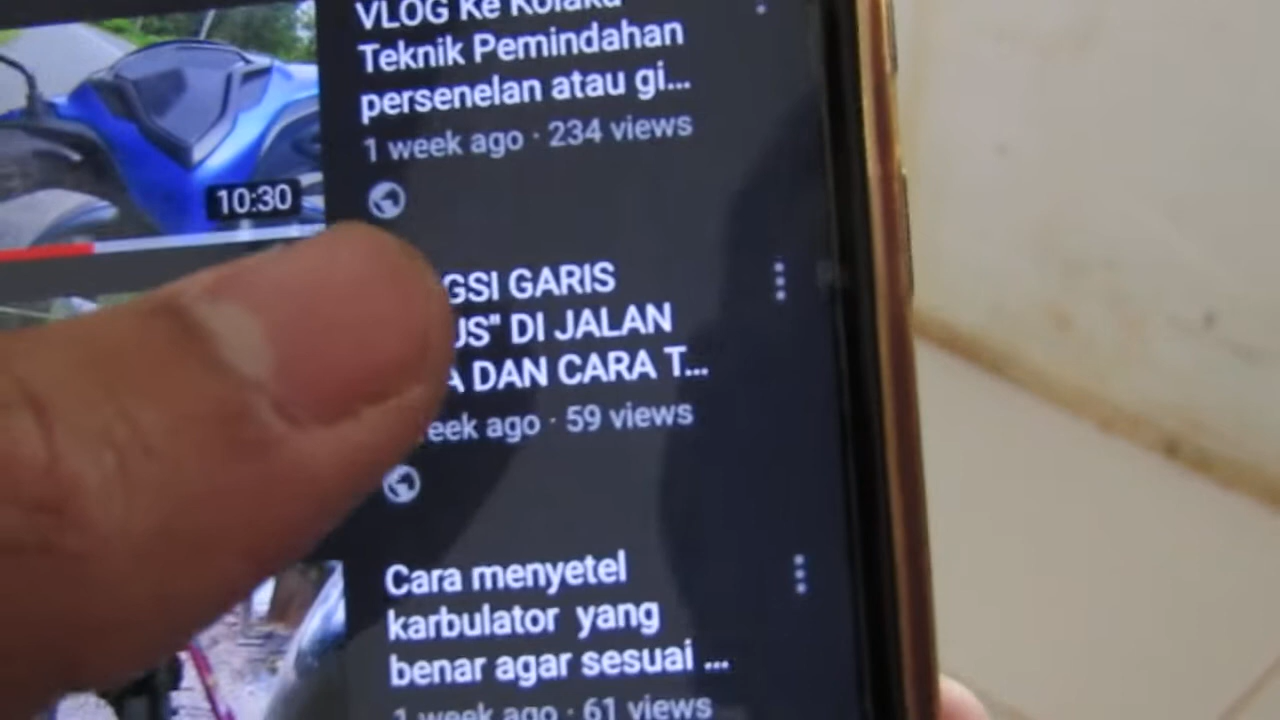 VLOG Ke Kolaka
Teknik Pemindahan
persenelan atau gi...
1 week ago · 234 views
10:30
GSI GARIS
US" DI JALAN
A DAN CARA T...
eek ago · 59 views
Cara menyetel
karbulator yang
benar agar sesuai ...
1 week ago · 61 views